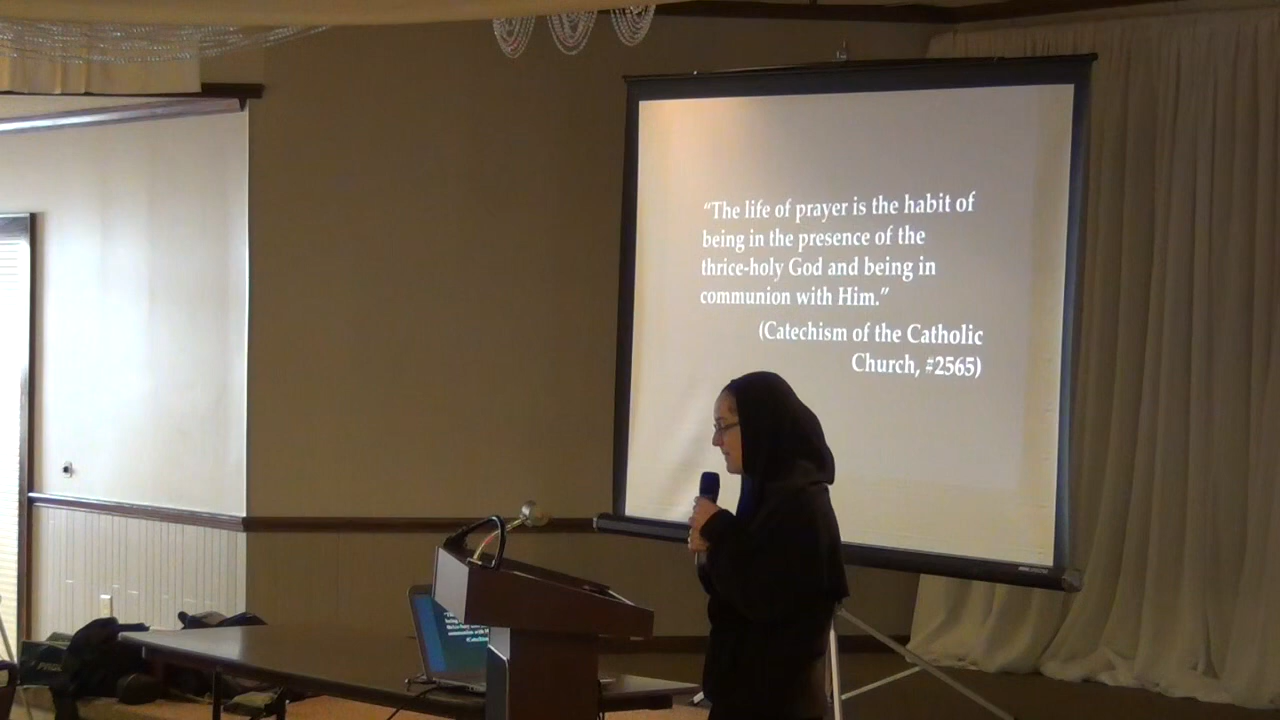 “The life of prayer is the habit of
being in the presence of the
thrice-holy God and being in
communion with Him.”
(Catechism of the Catholic
Church, #2565)